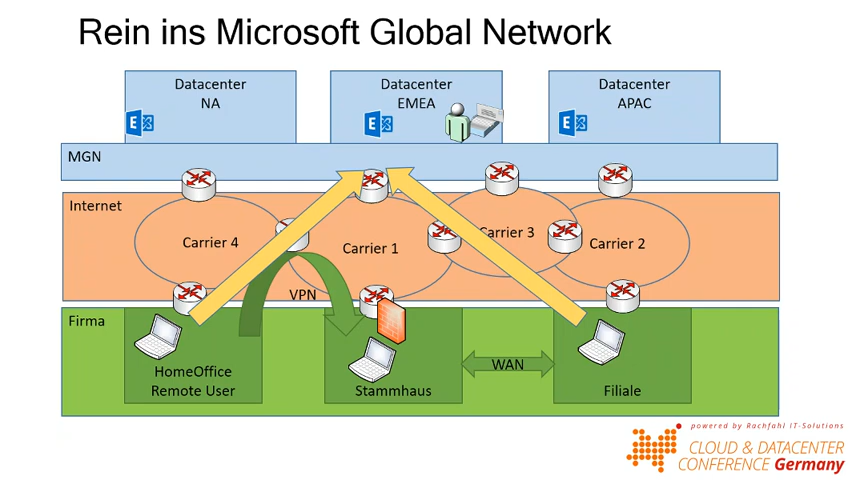 Rein ins Microsoft Global Network
Datacenter
NA
Datacenter
EMEA
Datacenter
APAC
MGN
Internet
Carrier 4
Carrier 1
Carrier 3
Carrier 2
VPN
Firma
HomeOffice
Remote User
Stammhaus
WAN
Filiale
powered by Rachfahl IT-Solutions
CLOUD & DATACENTER
CONFERENCE Germany